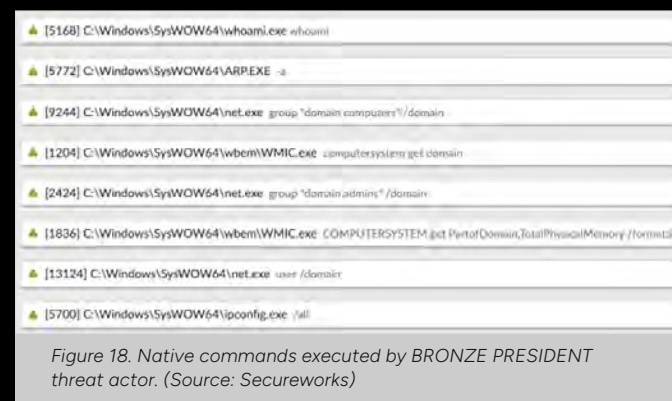 [5168] C:\Windows\SysWOW64\whoami.exe whoami
[5772] C:\Windows\SysWOW64\ARP.EXE -a
[9244] C:\Windows\SysWOW64\net.exe group "domain computers" /domain
[1204] C:\Windows\SysWOW64\wbem\WMIC.exe computersystem get domain
[2424] C:\Windows\SysWOW64\net.exe group "domain admins" /domain
[1836] C:\Windows\SysWOW64\wbem\WMIC.exe COMPUTERSYSTEM get PartofDomain,TotalPhysicalMemory
[13124] C:\Windows\SysWOW64\net.exe user /domain
[5700] C:\Windows\SysWOW64\ipconfig.exe /all
Figure 18. Native commands executed by BRONZE PRESIDENT
threat actor. (Source: Secureworks)